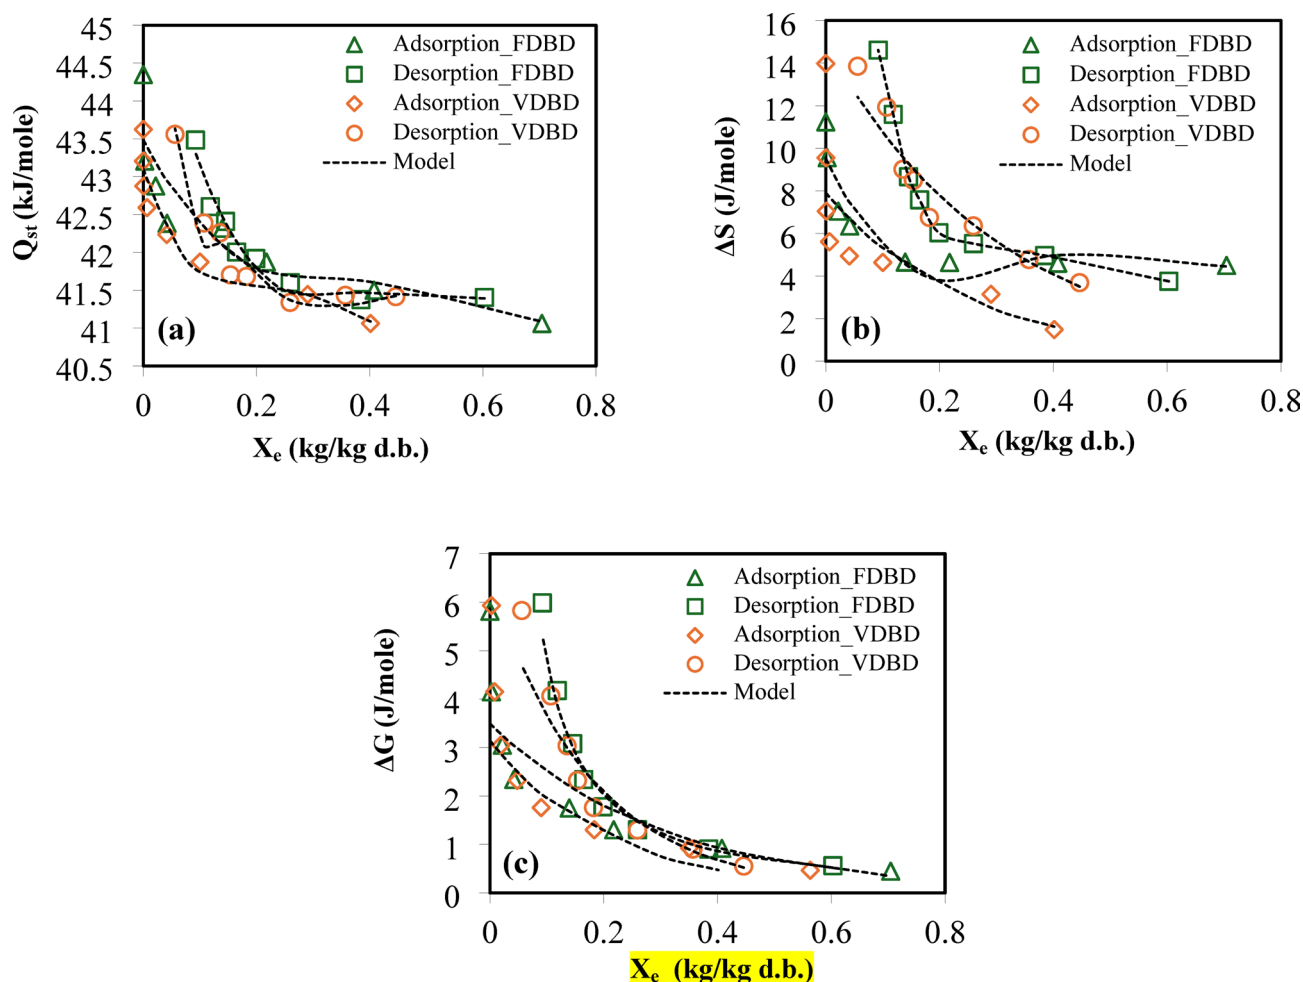 45
44.5
44
43.5
43
42.5
42
41.5
41
40.5
Q_st (kJ/mole)
Adsorption_FDBD
Desorption_FDBD
Adsorption_VDBD
Desorption_VDBD
Model
(a)
0 0.2 0.4 0.6 0.8
X_e (kg/kg d.b.)
16
14
12
10
8
6
4
2
0
ΔS (J/mole)
Adsorption_FDBD
Desorption_FDBD
Adsorption_VDBD
Desorption_VDBD
Model
(b)
0 0.2 0.4 0.6 0.8
X_e (kg/kg d.b.)
7
6
5
4
3
2
1
0
ΔG (J/mole)
Adsorption_FDBD
Desorption_FDBD
Adsorption_VDBD
Desorption_VDBD
Model
(c)
0 0.2 0.4 0.6 0.8
X_e (kg/kg d.b.)